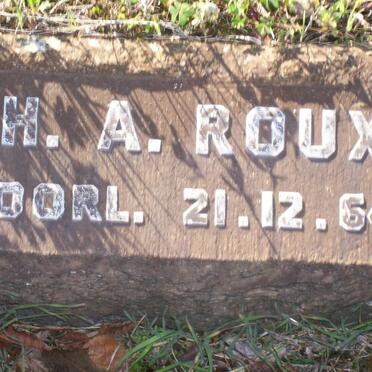 H. A. ROUX
OORL. 21.12.6